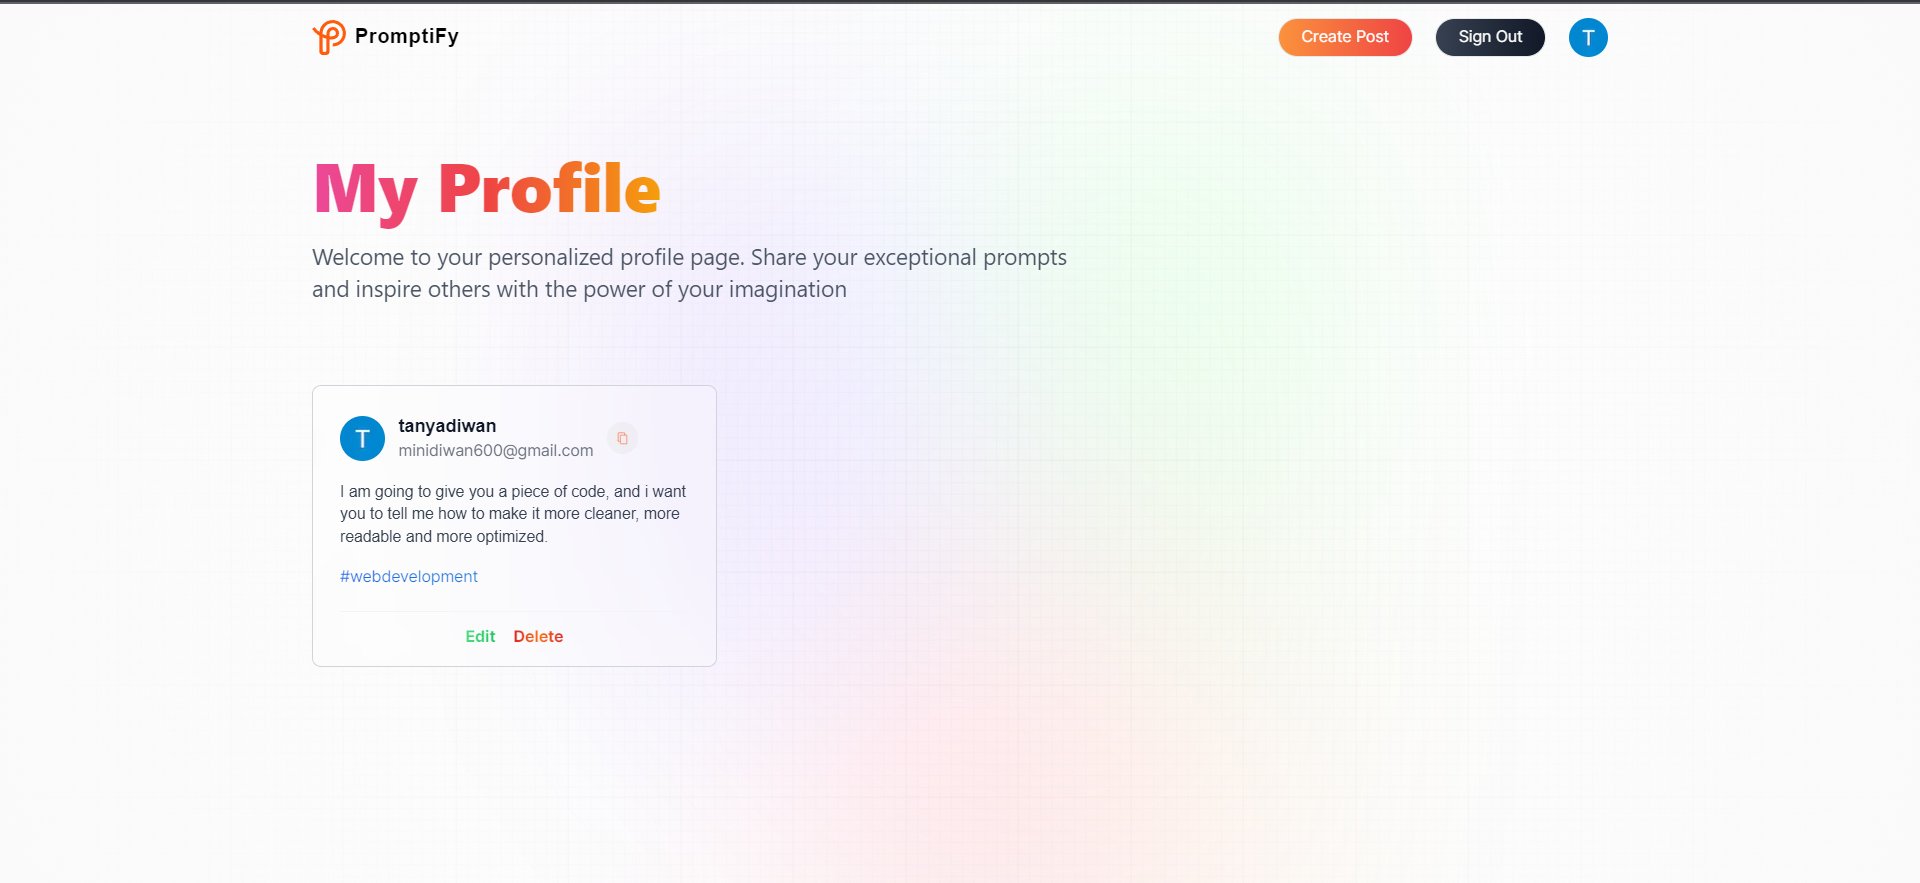 PromptiFy
Create Post
Sign Out
T
My Profile
Welcome to your personalized profile page. Share your exceptional prompts
and inspire others with the power of your imagination
T
tanyadiwan
minidiwan600@gmail.com
I am going to give you a piece of code, and i want
you to tell me how to make it more cleaner, more
readable and more optimized.
#webdevelopment
Edit
Delete